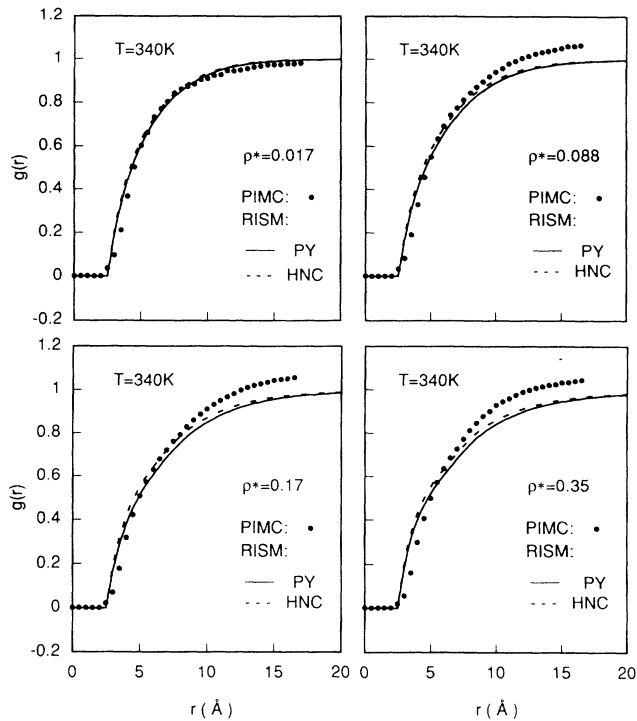 T=340K
ρ*=0.017
PIMC: •
RISM:
—— PY
- - - HNC
1.2
1
0.8
0.6
0.4
0.2
0
-0.2
g(r)
T=340K
ρ*=0.088
PIMC: •
RISM:
—— PY
- - - HNC
T=340K
ρ*=0.17
PIMC: •
RISM:
—— PY
- - - HNC
1.2
1
0.8
0.6
0.4
0.2
0
-0.2
g(r)
0 5 10 15 20
r ( Å )
T=340K
ρ*=0.35
PIMC: •
RISM:
—— PY
- - - HNC
0 5 10 15 20
r ( Å )